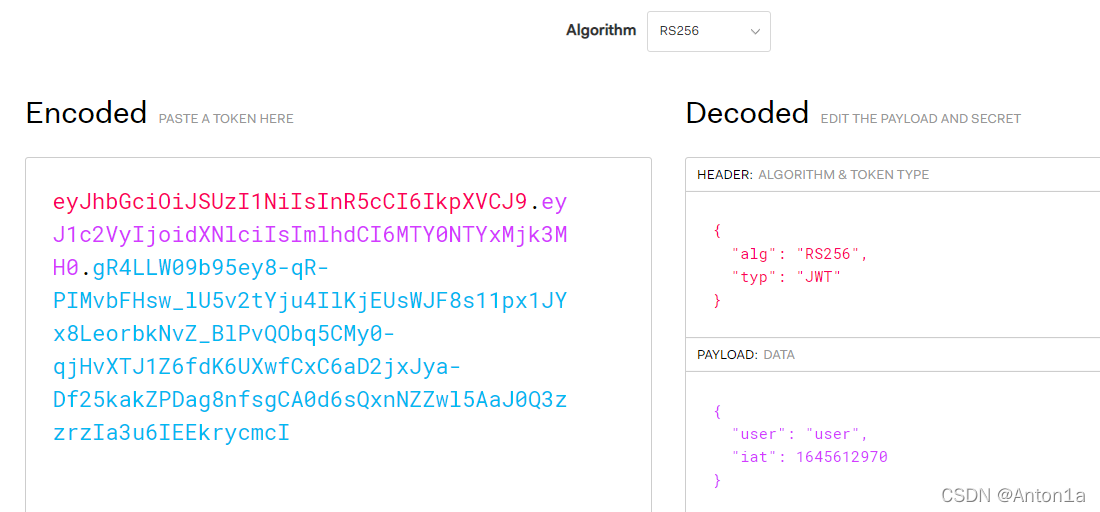 Algorithm RS256
Encoded PASTE A TOKEN HERE
eyJhbGciOiJSUzI1NiIsInR5cCI6IkpXVCJ9.ey
J1c2VyIjoidXNlciIsImlhdCI6MTY0NTYxMjk3M
H0.gR4LLW09b95ey8-qR-
PIMvbFHsw_lU5v2tYju4IlKjEUsWJF8s11px1JY
x8LeorbkNvZ_BlPvQObq5CMy0-
qjHvXTJ1Z6fdK6UXwfCxC6aD2jxJya-
Df25kakZPDag8nfsgCA0d6sQxnNZZwl5AaJ0Q3z
zrzIa3u6IEEkrycmcI
Decoded EDIT THE PAYLOAD AND SECRET
HEADER: ALGORITHM & TOKEN TYPE
{
"alg": "RS256",
"typ": "JWT"
}
PAYLOAD: DATA
{
"user": "user",
"iat": 1645612970
}
CSDN @Anton1a